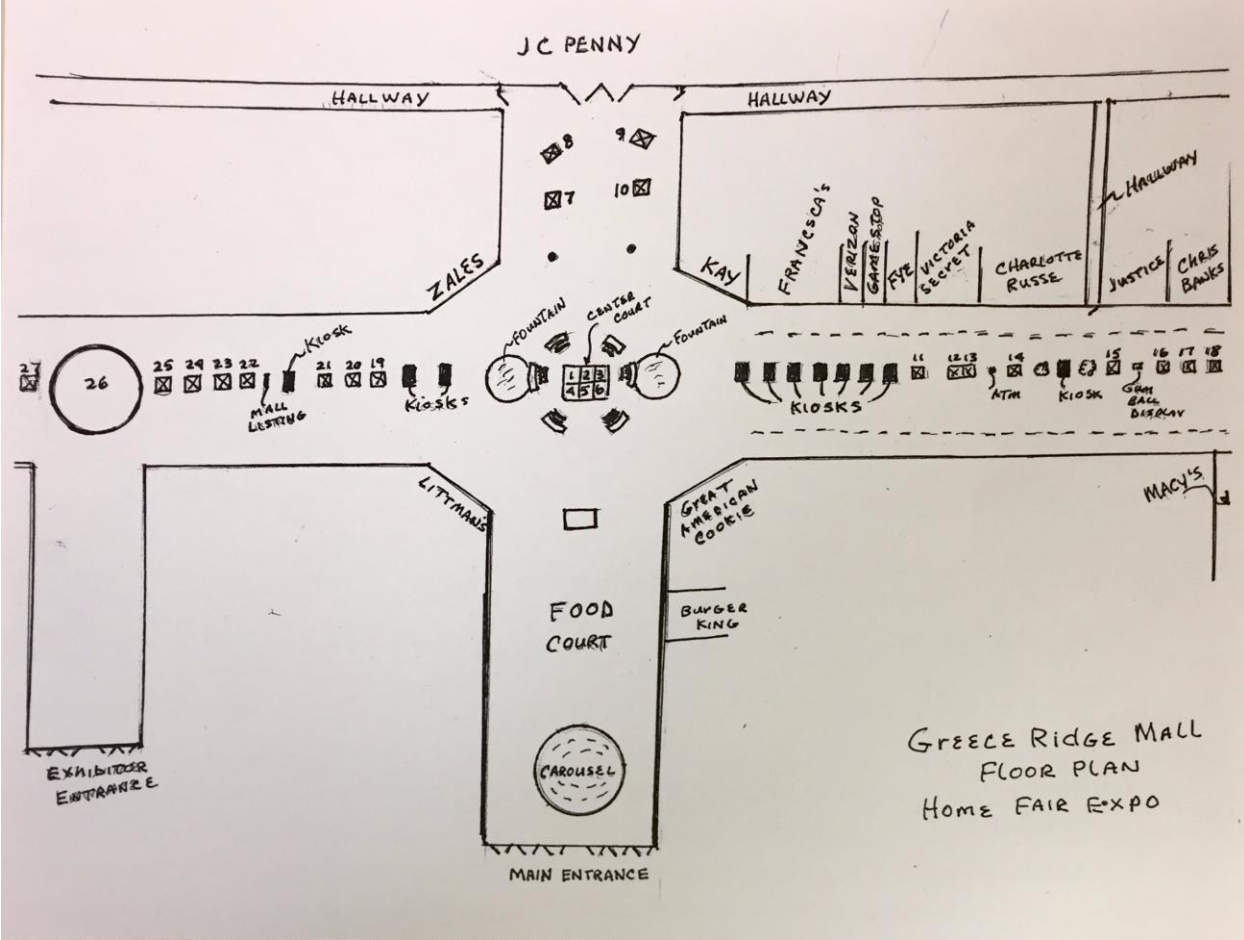 JC PENNY
HALLWAY
HALLWAY
8
9
7
10
HALLWAY
ZALES
KAY
FRANCSCA'S
VERIZON
GAMESTOP
FYE
VICTORIA
SECRET
CHARLOTTE
RUSSE
JUSTICE
CHRIS
BANKS
FOUNTAIN
CENTER
COURT
FOUNTAIN
27
26
25
24
23
22
KIOSK
21
20
19
1 2 3
4 5 6
11
12 13
14
15
16
17
18
MALL
LISTING
KIOSKS
KIOSKS
ATM
KIOSK
GUM
BALL
DISPLAY
LITTMAN'S
GREAT
AMERICAN
COOKIE
MACY'S
FOOD
COURT
BURGER
KING
CAROUSEL
EXHIBITOR
ENTRANCE
MAIN ENTRANCE
GREECE RIDGE MALL
FLOOR PLAN
HOME FAIR EXPO